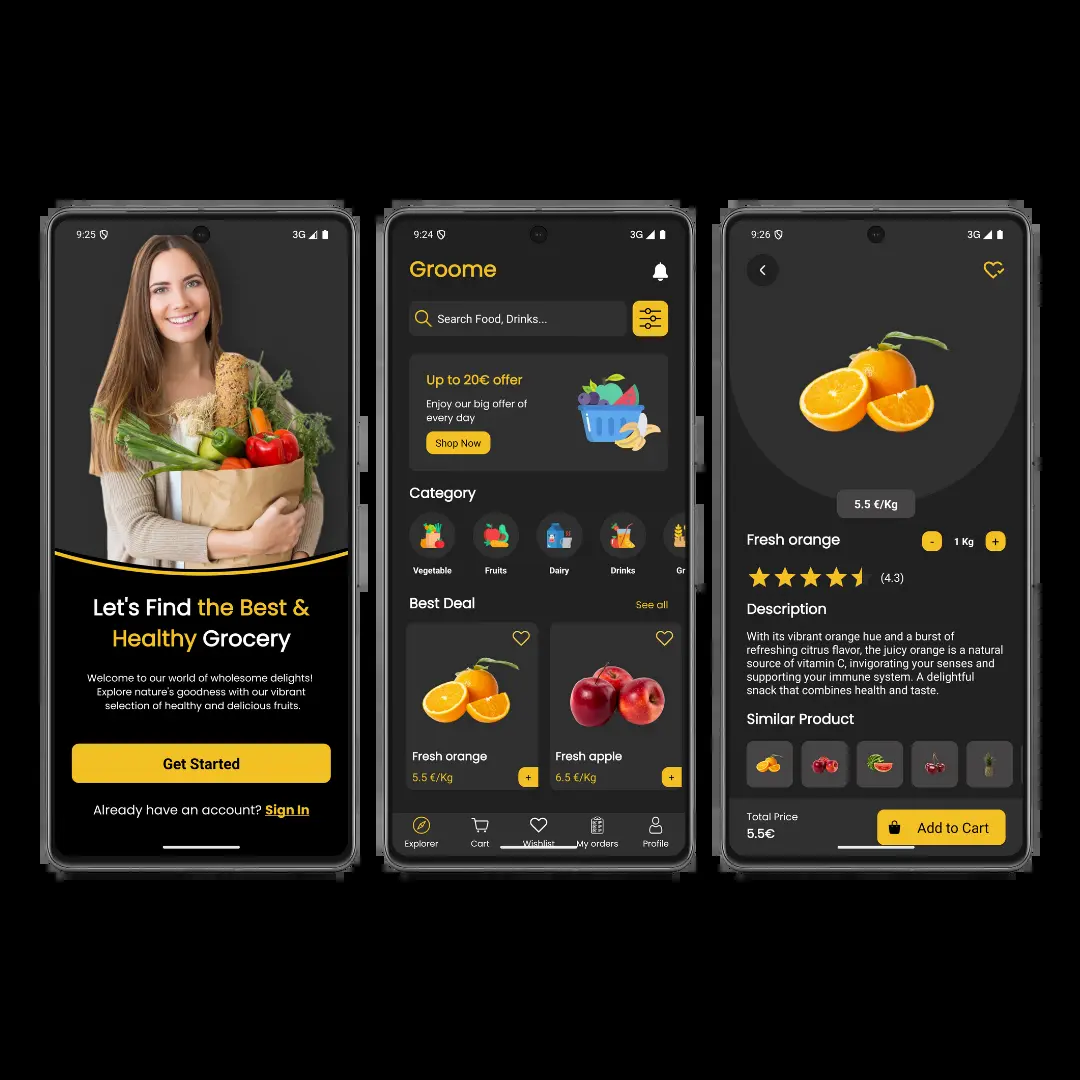 9:25 3G
Let's Find the Best &
Healthy Grocery
Welcome to our world of wholesome delights!
Explore nature's goodness with our vibrant
selection of healthy and delicious fruits.
Get Started
Already have an account? Sign In
9:24 3G
Groome
Search Food, Drinks...
Up to 20€ offer
Enjoy our big offer of
every day
Shop Now
Category
Vegetable Fruits Dairy Drinks Gr
Best Deal See all
Fresh orange Fresh apple
5.5 €/Kg + 6.5 €/Kg +
Explorer Cart Wishlist My orders Profile
9:26 3G
5.5 €/Kg
Fresh orange - 1 Kg +
(4.3)
Description
With its vibrant orange hue and a burst of
refreshing citrus flavor, the juicy orange is a natural
source of vitamin C, invigorating your senses and
supporting your immune system. A delightful
snack that combines health and taste.
Similar Product
Total Price
5.5€
Add to Cart